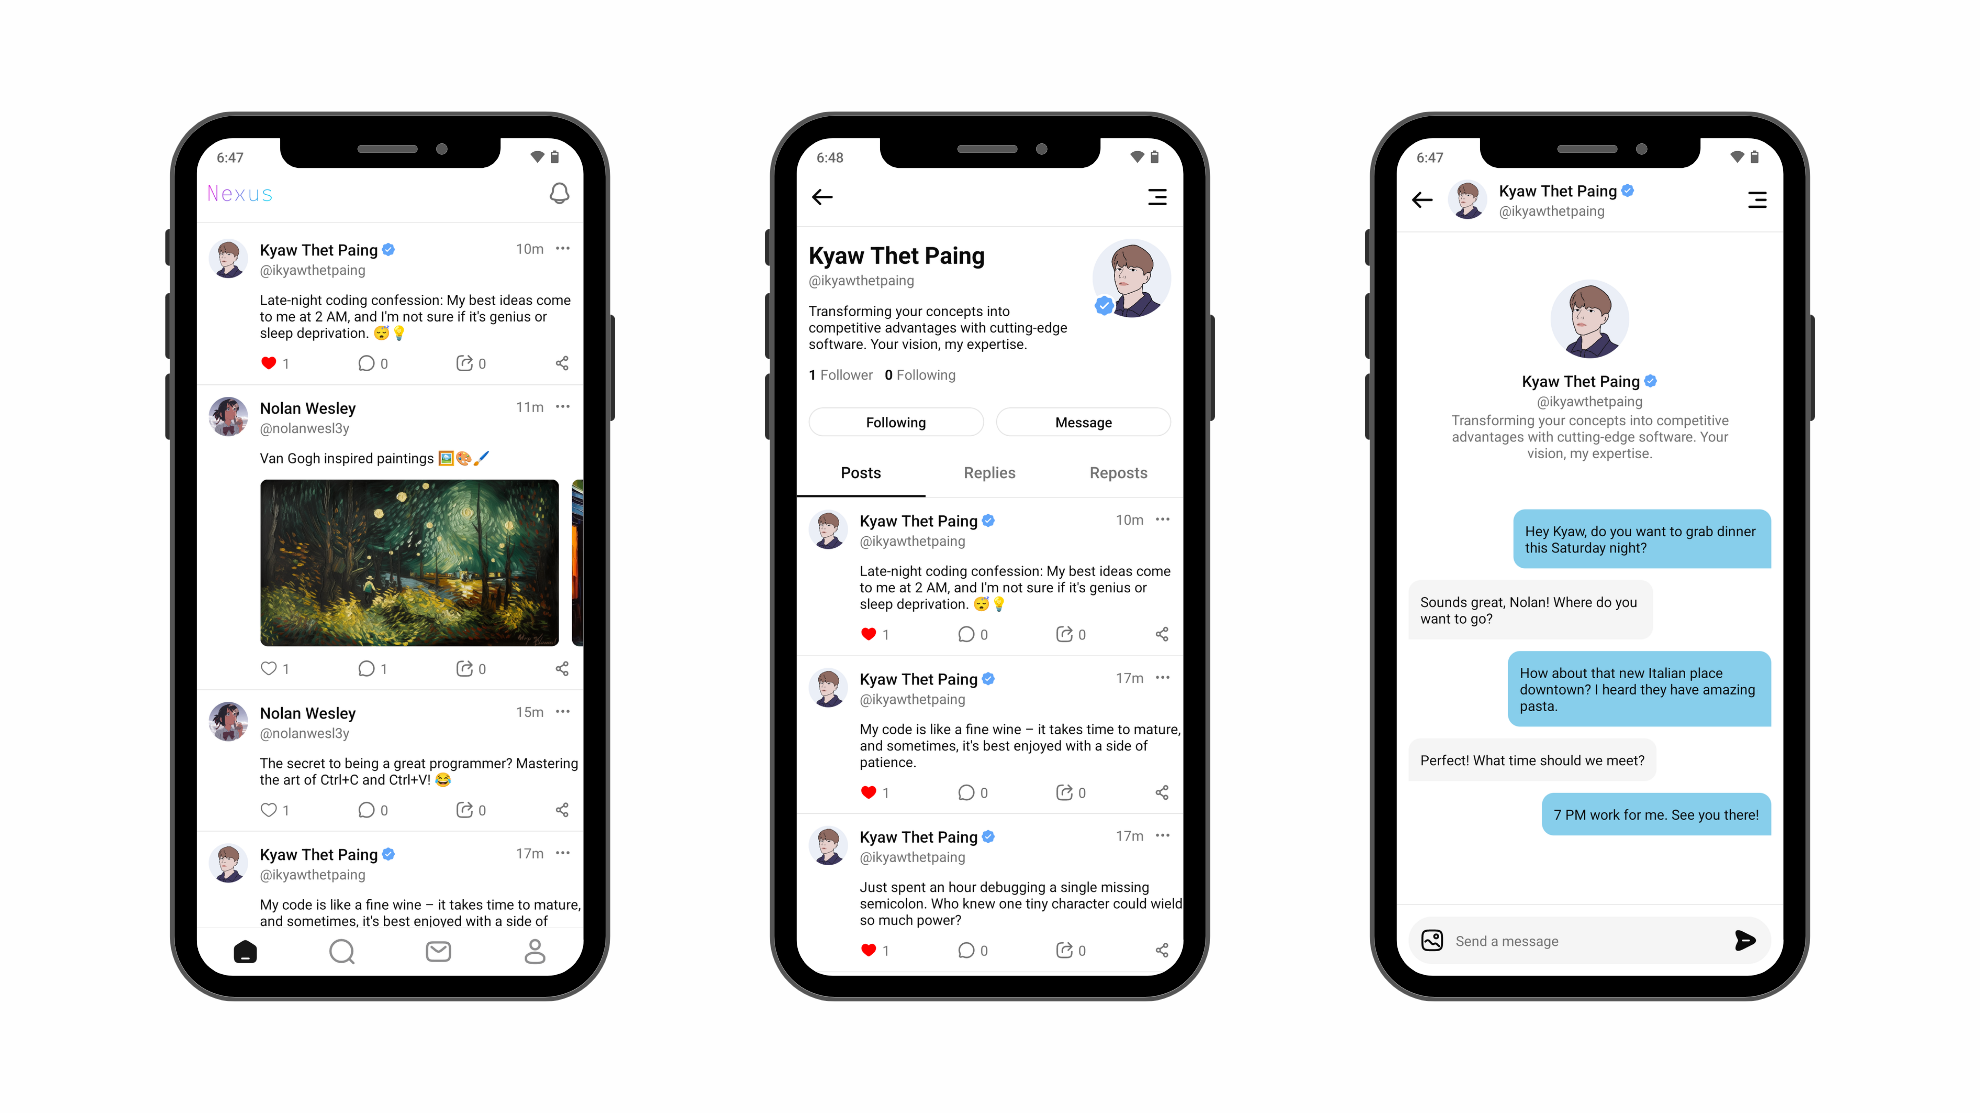 6:47
Nexus
Kyaw Thet Paing
10m
@ikyawthetpaing
Late-night coding confession: My best ideas come
to me at 2 AM, and I'm not sure if it's genius or
sleep deprivation. 😴💡
1
0
0
Nolan Wesley
11m
@nolanwesl3y
Van Gogh inspired paintings 🖼️🎨🖌️
1
1
0
Nolan Wesley
15m
@nolanwesl3y
The secret to being a great programmer? Mastering
the art of Ctrl+C and Ctrl+V! 😂
1
0
0
Kyaw Thet Paing
17m
@ikyawthetpaing
My code is like a fine wine – it takes time to mature,
and sometimes, it's best enjoyed with a side of
6:48
Kyaw Thet Paing
@ikyawthetpaing
Transforming your concepts into
competitive advantages with cutting-edge
software. Your vision, my expertise.
1 Follower 0 Following
Following
Message
Posts
Replies
Reposts
Kyaw Thet Paing
10m
@ikyawthetpaing
Late-night coding confession: My best ideas come
to me at 2 AM, and I'm not sure if it's genius or
sleep deprivation. 😴💡
1
0
0
Kyaw Thet Paing
17m
@ikyawthetpaing
My code is like a fine wine – it takes time to mature,
and sometimes, it's best enjoyed with a side of
patience.
1
0
0
Kyaw Thet Paing
17m
@ikyawthetpaing
Just spent an hour debugging a single missing
semicolon. Who knew one tiny character could wield
so much power?
1
0
0
6:47
Kyaw Thet Paing
@ikyawthetpaing
Kyaw Thet Paing
@ikyawthetpaing
Transforming your concepts into competitive
advantages with cutting-edge software. Your
vision, my expertise.
Hey Kyaw, do you want to grab dinner
this Saturday night?
Sounds great, Nolan! Where do you
want to go?
How about that new Italian place
downtown? I heard they have amazing
pasta.
Perfect! What time should we meet?
7 PM work for me. See you there!
Send a message